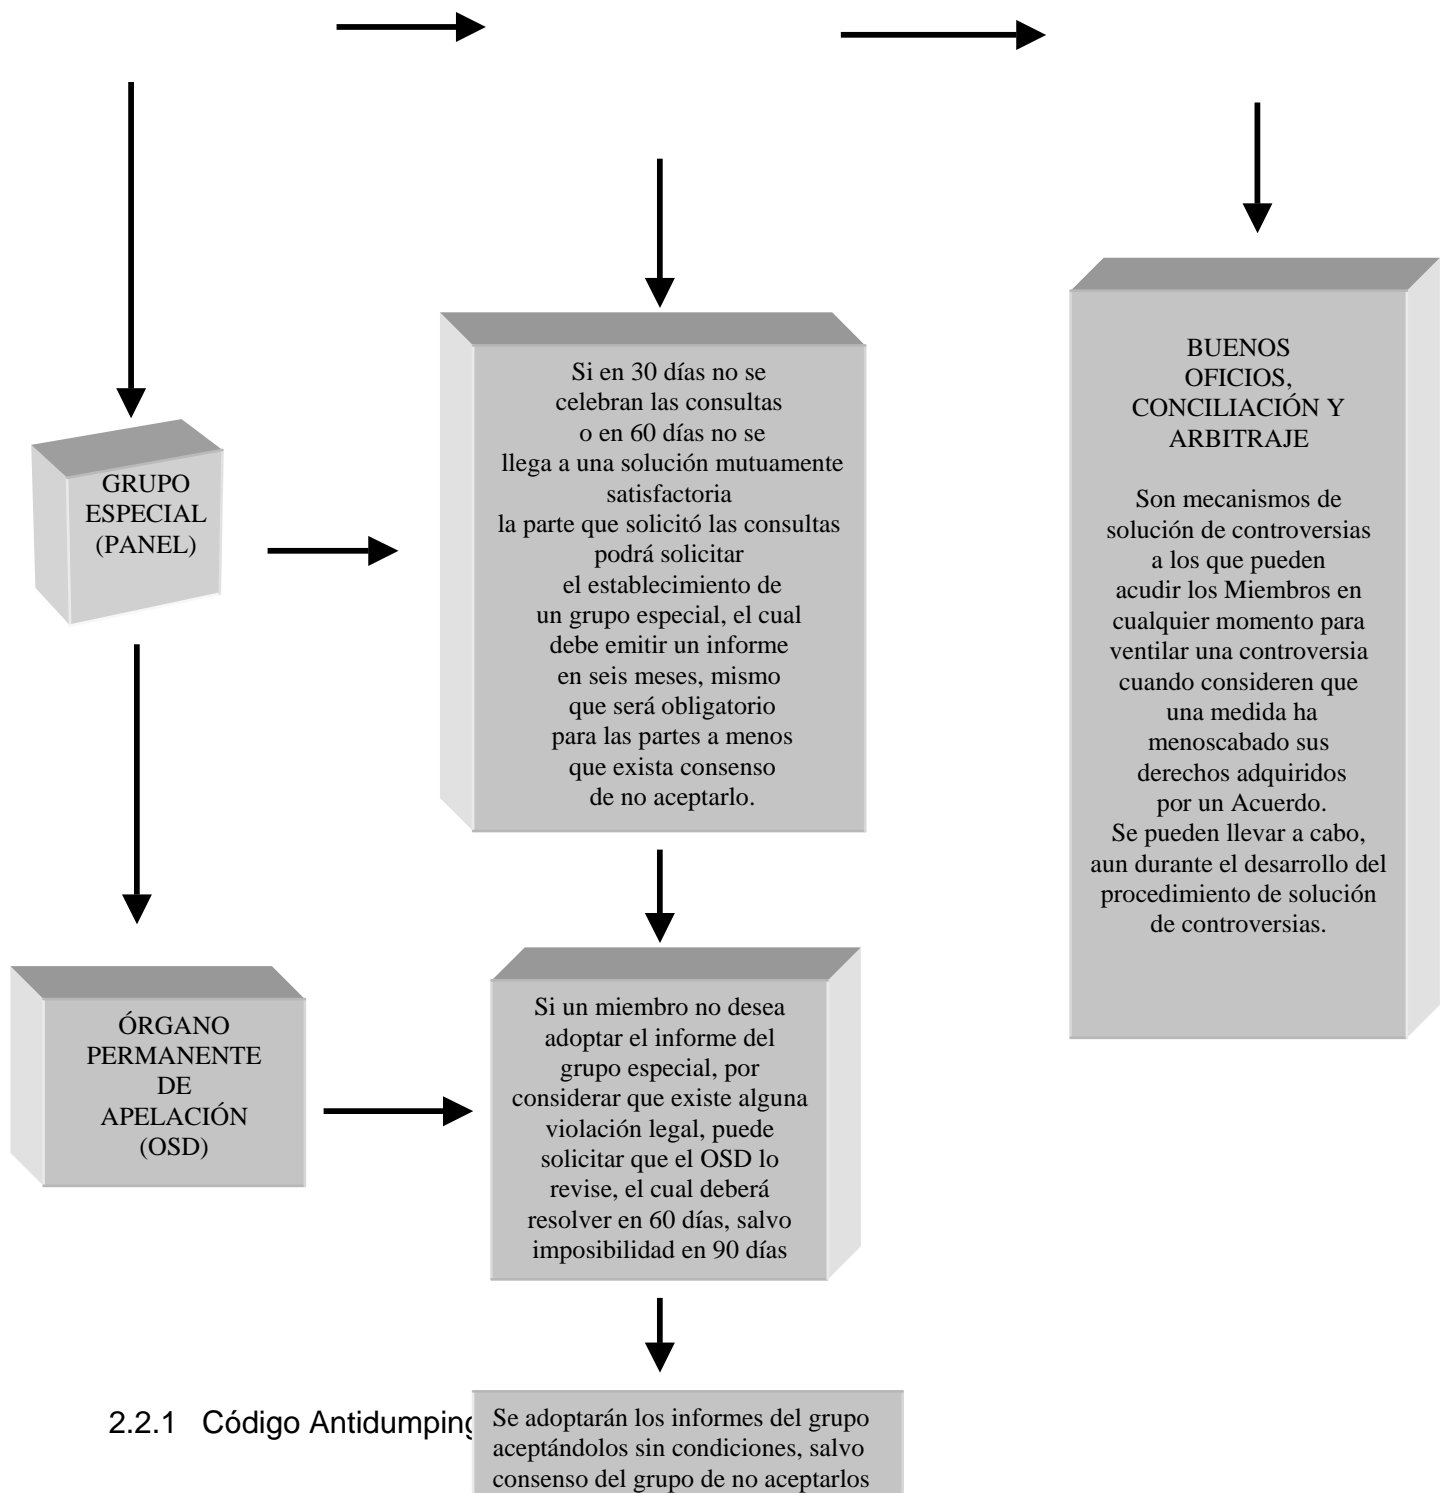 GRUPO
ESPECIAL
(PANEL)
Si en 30 días no se
celebran las consultas
o en 60 días no se
llega a una solución mutuamente
satisfactoria
la parte que solicitó las consultas
podrá solicitar
el establecimiento de
un grupo especial, el cual
debe emitir un informe
en seis meses, mismo
que será obligatorio
para las partes a menos
que exista consenso
de no aceptarlo.
BUENOS
OFICIOS,
CONCILIACIÓN Y
ARBITRAJE
Son mecanismos de
solución de controversias
a los que pueden
acudir los Miembros en
cualquier momento para
ventilar una controversia
cuando consideren que
una medida ha
menoscabado sus
derechos adquiridos
por un Acuerdo.
Se pueden llevar a cabo,
aun durante el desarrollo del
procedimiento de solución
de controversias.
ÓRGANO
PERMANENTE
DE
APELACIÓN
(OSD)
Si un miembro no desea
adoptar el informe del
grupo especial, por
considerar que existe alguna
violación legal, puede
solicitar que el OSD lo
revise, el cual deberá
resolver en 60 días, salvo
imposibilidad en 90 días
2.2.1 Código Antidumping
Se adoptarán los informes del grupo
aceptándolos sin condiciones, salvo
consenso del grupo de no aceptarlos